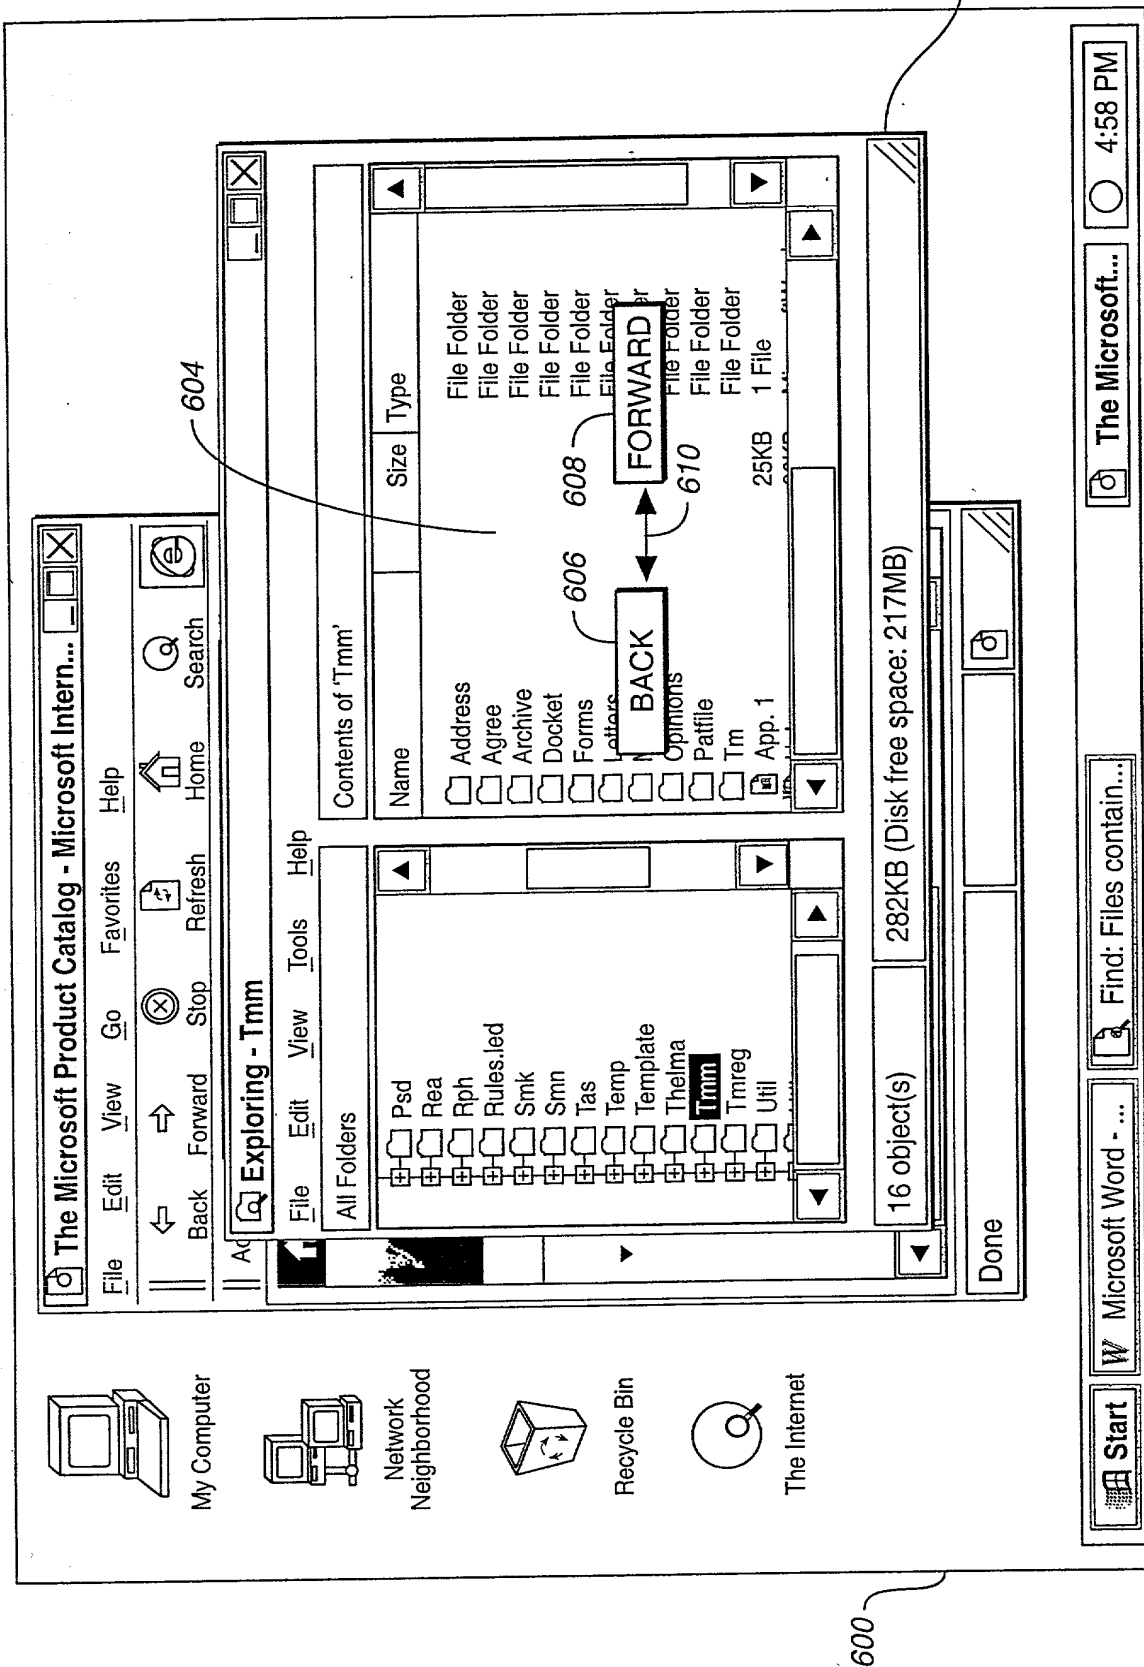 The Microsoft Product Catalog - Microsoft Intern...
File Edit View Go Favorites Help
Back Forward Stop Refresh Home Search
Ad
Exploring - Tmm
File Edit View Tools Help
All Folders
Contents of 'Tmm'
Name Size Type
Psd
Rea
Rph
Rules.led
Smk
Smn
Tas
Temp
Template
Thelma
Tmm
Tmreg
Util
Address File Folder
Agree File Folder
Archive File Folder
Docket File Folder
Forms File Folder
Letters File Folder
Opinions File Folder
Patfile File Folder
Tm File Folder
App. 1 25KB 1 File
BACK
FORWARD
604
606
608
610
16 object(s)
282KB (Disk free space: 217MB)
Done
My Computer
Network
Neighborhood
Recycle Bin
The Internet
Start
W Microsoft Word - ...
Find: Files contain...
The Microsoft...
4:58 PM
600